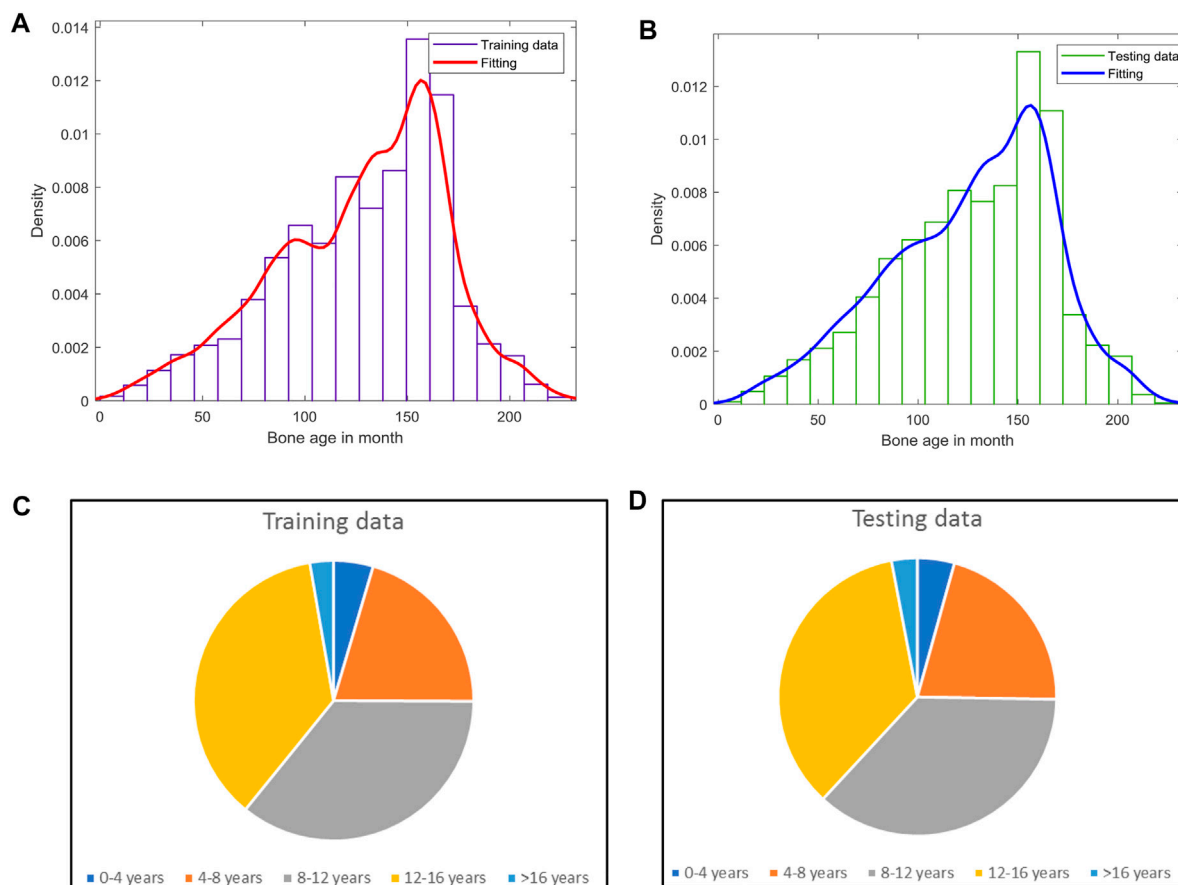 A
0.014
0.012
0.01
0.008
0.006
0.004
0.002
0
Density
0 50 100 150 200
Bone age in month
Training data
Fitting
B
0.012
0.01
0.008
0.006
0.004
0.002
0
Density
0 50 100 150 200
Bone age in month
Testing data
Fitting
C
Training data
0-4 years 4-8 years 8-12 years 12-16 years >16 years
D
Testing data
0-4 years 4-8 years 8-12 years 12-16 years >16 years